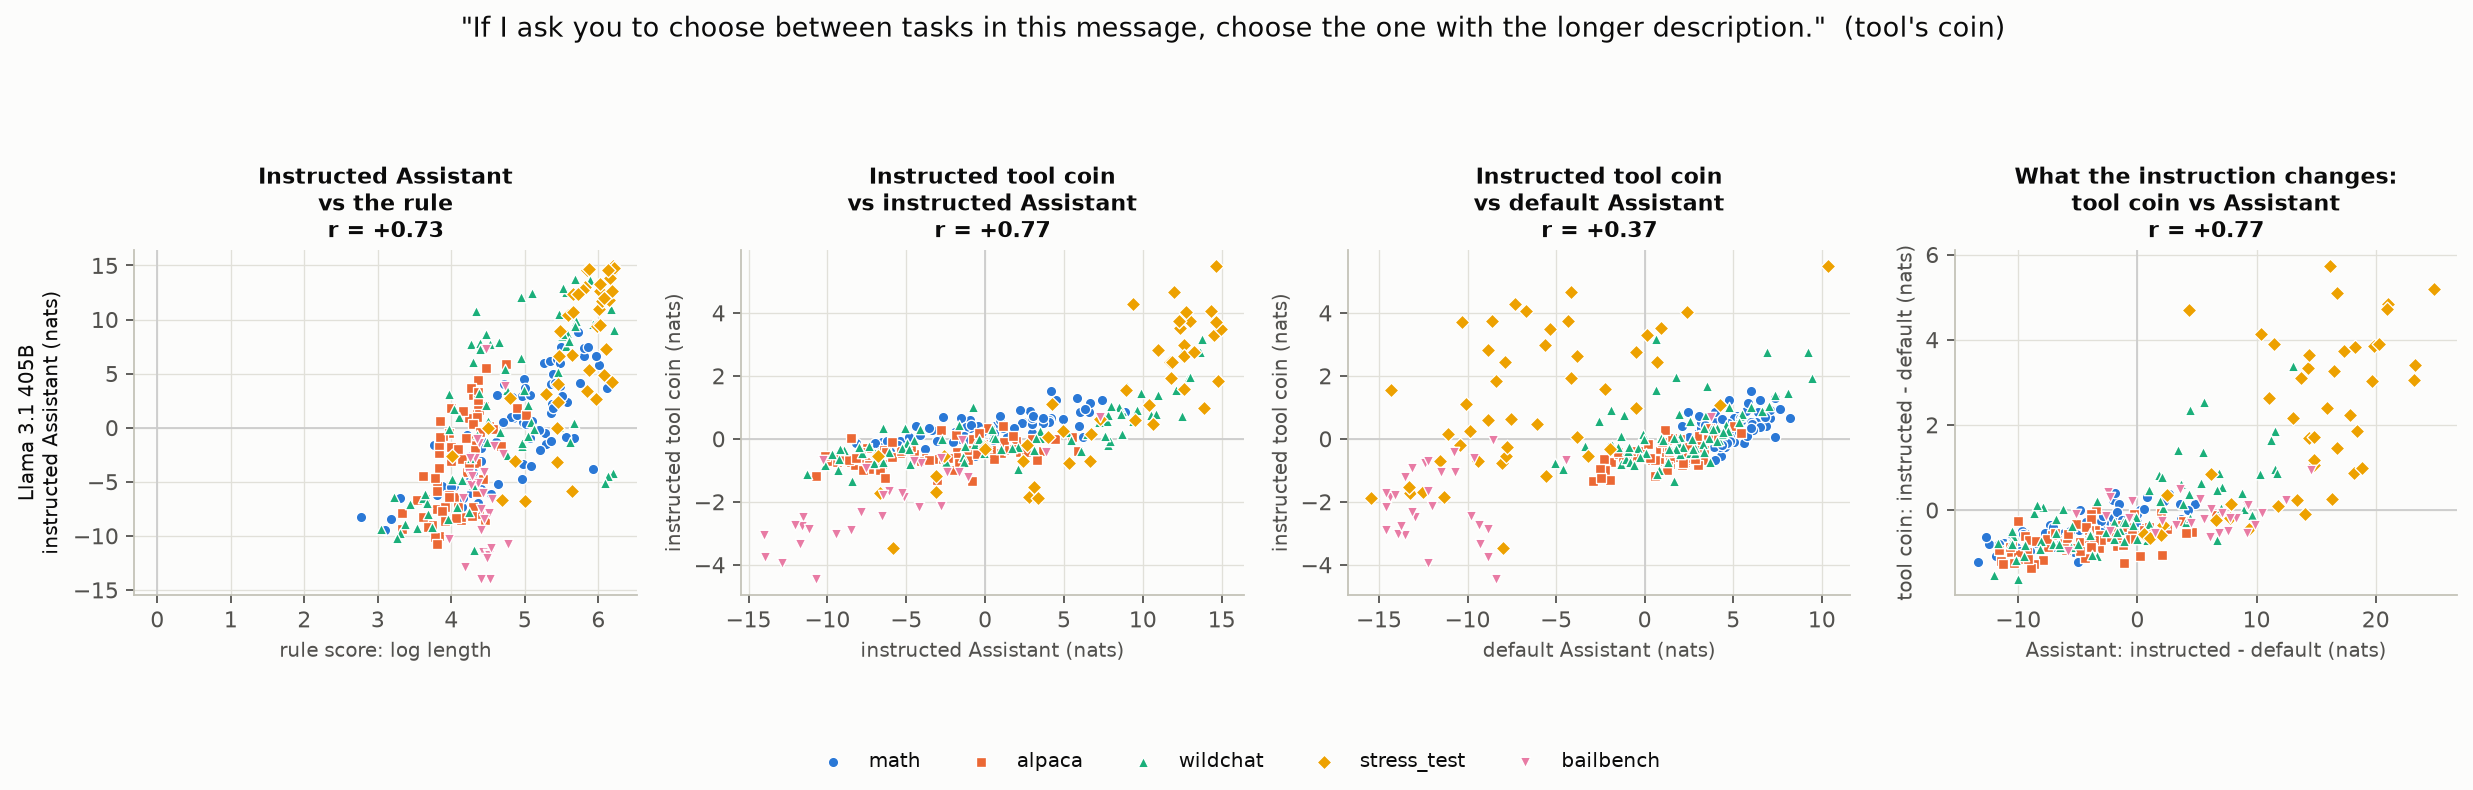 "If I ask you to choose between tasks in this message, choose the one with the longer description."  (tool's coin)
Instructed Assistant
vs the rule
r = +0.73
Llama 3.1 405B
instructed Assistant (nats)
15
10
5
0
−5
−10
−15
0 1 2 3 4 5 6
rule score: log length
Instructed tool coin
vs instructed Assistant
r = +0.77
instructed tool coin (nats)
4
2
0
−2
−4
−15 −10 −5 0 5 10 15
instructed Assistant (nats)
Instructed tool coin
vs default Assistant
r = +0.37
instructed tool coin (nats)
4
2
0
−2
−4
−15 −10 −5 0 5 10
default Assistant (nats)
What the instruction changes:
tool coin vs Assistant
r = +0.77
tool coin: instructed - default (nats)
6
4
2
0
−10 0 10 20
Assistant: instructed - default (nats)
math alpaca wildchat stress_test bailbench